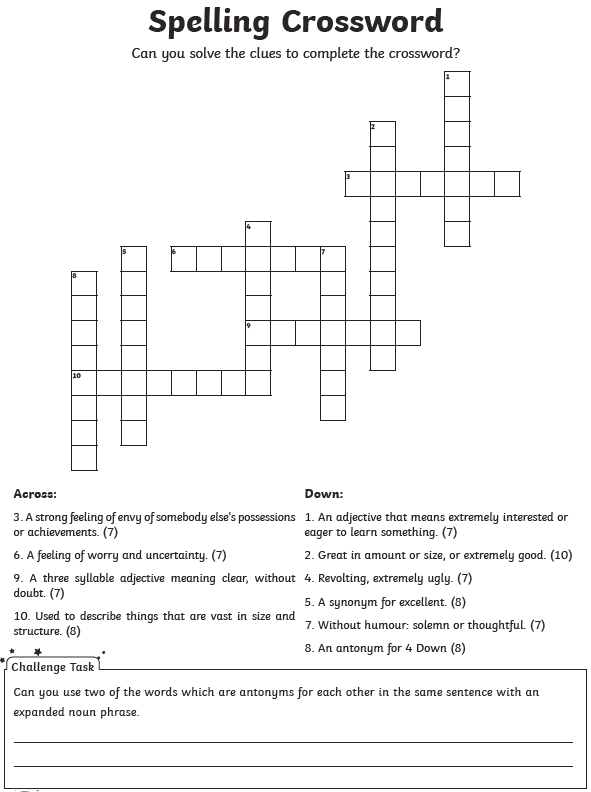 Spelling Crossword
Can you solve the clues to complete the crossword?
1
2
3
4
5
6
7
8
9
10
Across:
3. A strong feeling of envy of somebody else's possessions
or achievements. (7)
6. A feeling of worry and uncertainty. (7)
9. A three syllable adjective meaning clear, without
doubt. (7)
10. Used to describe things that are vast in size and
structure. (8)
Down:
1. An adjective that means extremely interested or
eager to learn something. (7)
2. Great in amount or size, or extremely good. (10)
4. Revolting, extremely ugly. (7)
5. A synonym for excellent. (8)
7. Without humour: solemn or thoughtful. (7)
8. An antonym for 4 Down (8)
Challenge Task
Can you use two of the words which are antonyms for each other in the same sentence with an
expanded noun phrase.